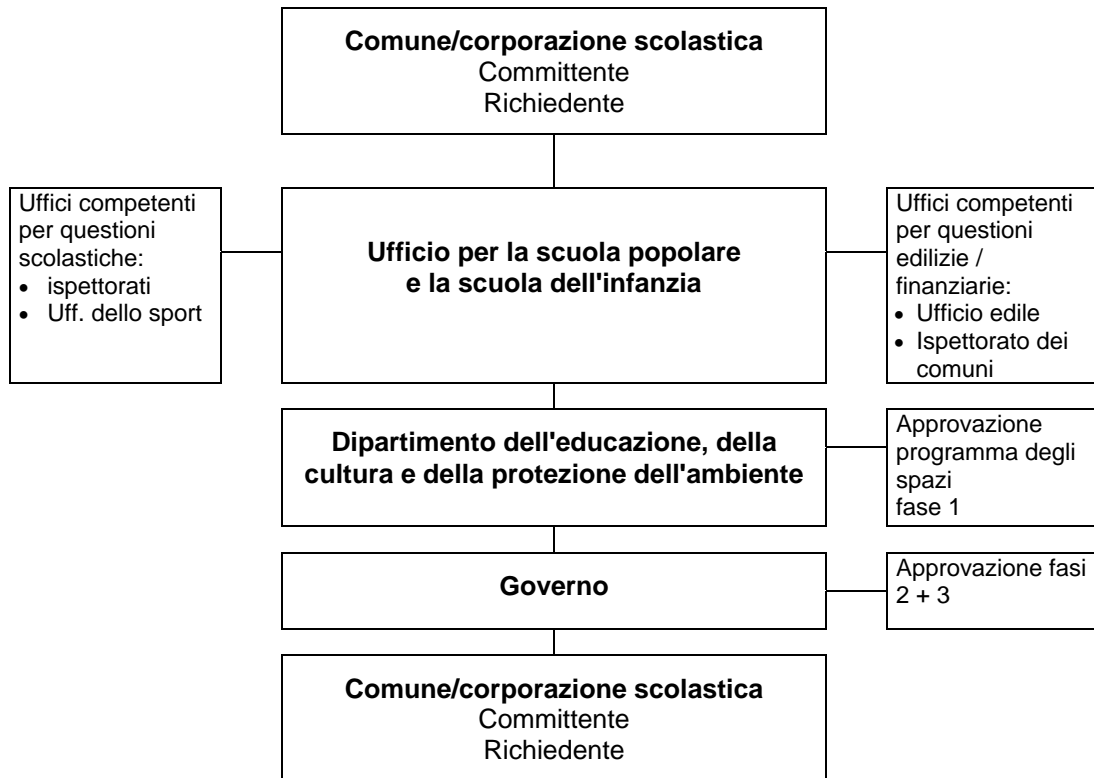 Comune/corporazione scolastica
Committente
Richiedente
Uffici competenti
per questioni
scolastiche:
• ispettorati
• Uff. dello sport
Ufficio per la scuola popolare
e la scuola dell'infanzia
Uffici competenti
per questioni
edilizie /
finanziarie:
• Ufficio edile
• Ispettorato dei
comuni
Dipartimento dell'educazione, della
cultura e della protezione dell'ambiente
Approvazione
programma degli
spazi
fase 1
Governo
Approvazione fasi
2 + 3
Comune/corporazione scolastica
Committente
Richiedente